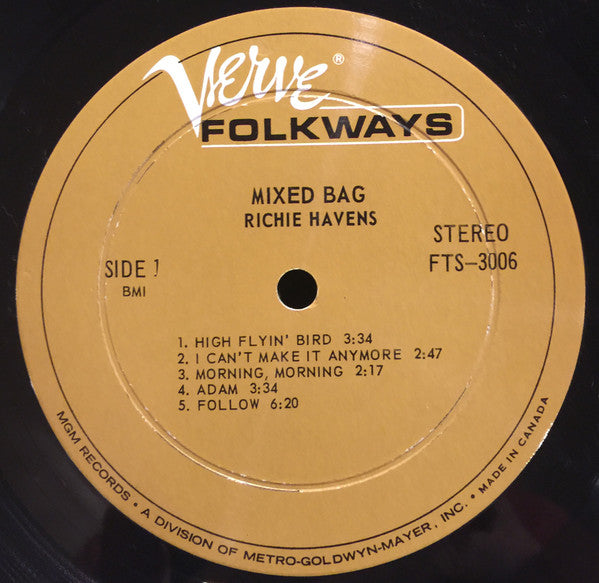 Verve®
FOLKWAYS
MIXED BAG
RICHIE HAVENS
STEREO
FTS-3006
SIDE 1
BMI
1. HIGH FLYIN' BIRD 3:34
2. I CAN'T MAKE IT ANYMORE 2:47
3. MORNING, MORNING 2:17
4. ADAM 3:34
5. FOLLOW 6:20
MGM RECORDS • A DIVISION OF METRO-GOLDWYN-MAYER, INC. • MADE IN CANADA